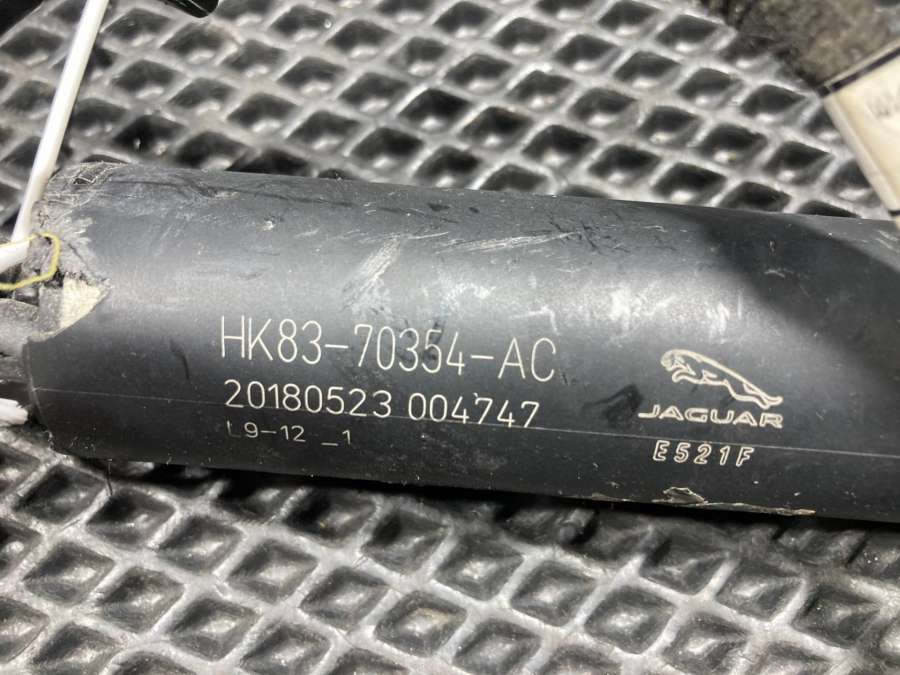 HK83-70354-AC
20180523 004747
L9-12 _1
JAGUAR
E521F